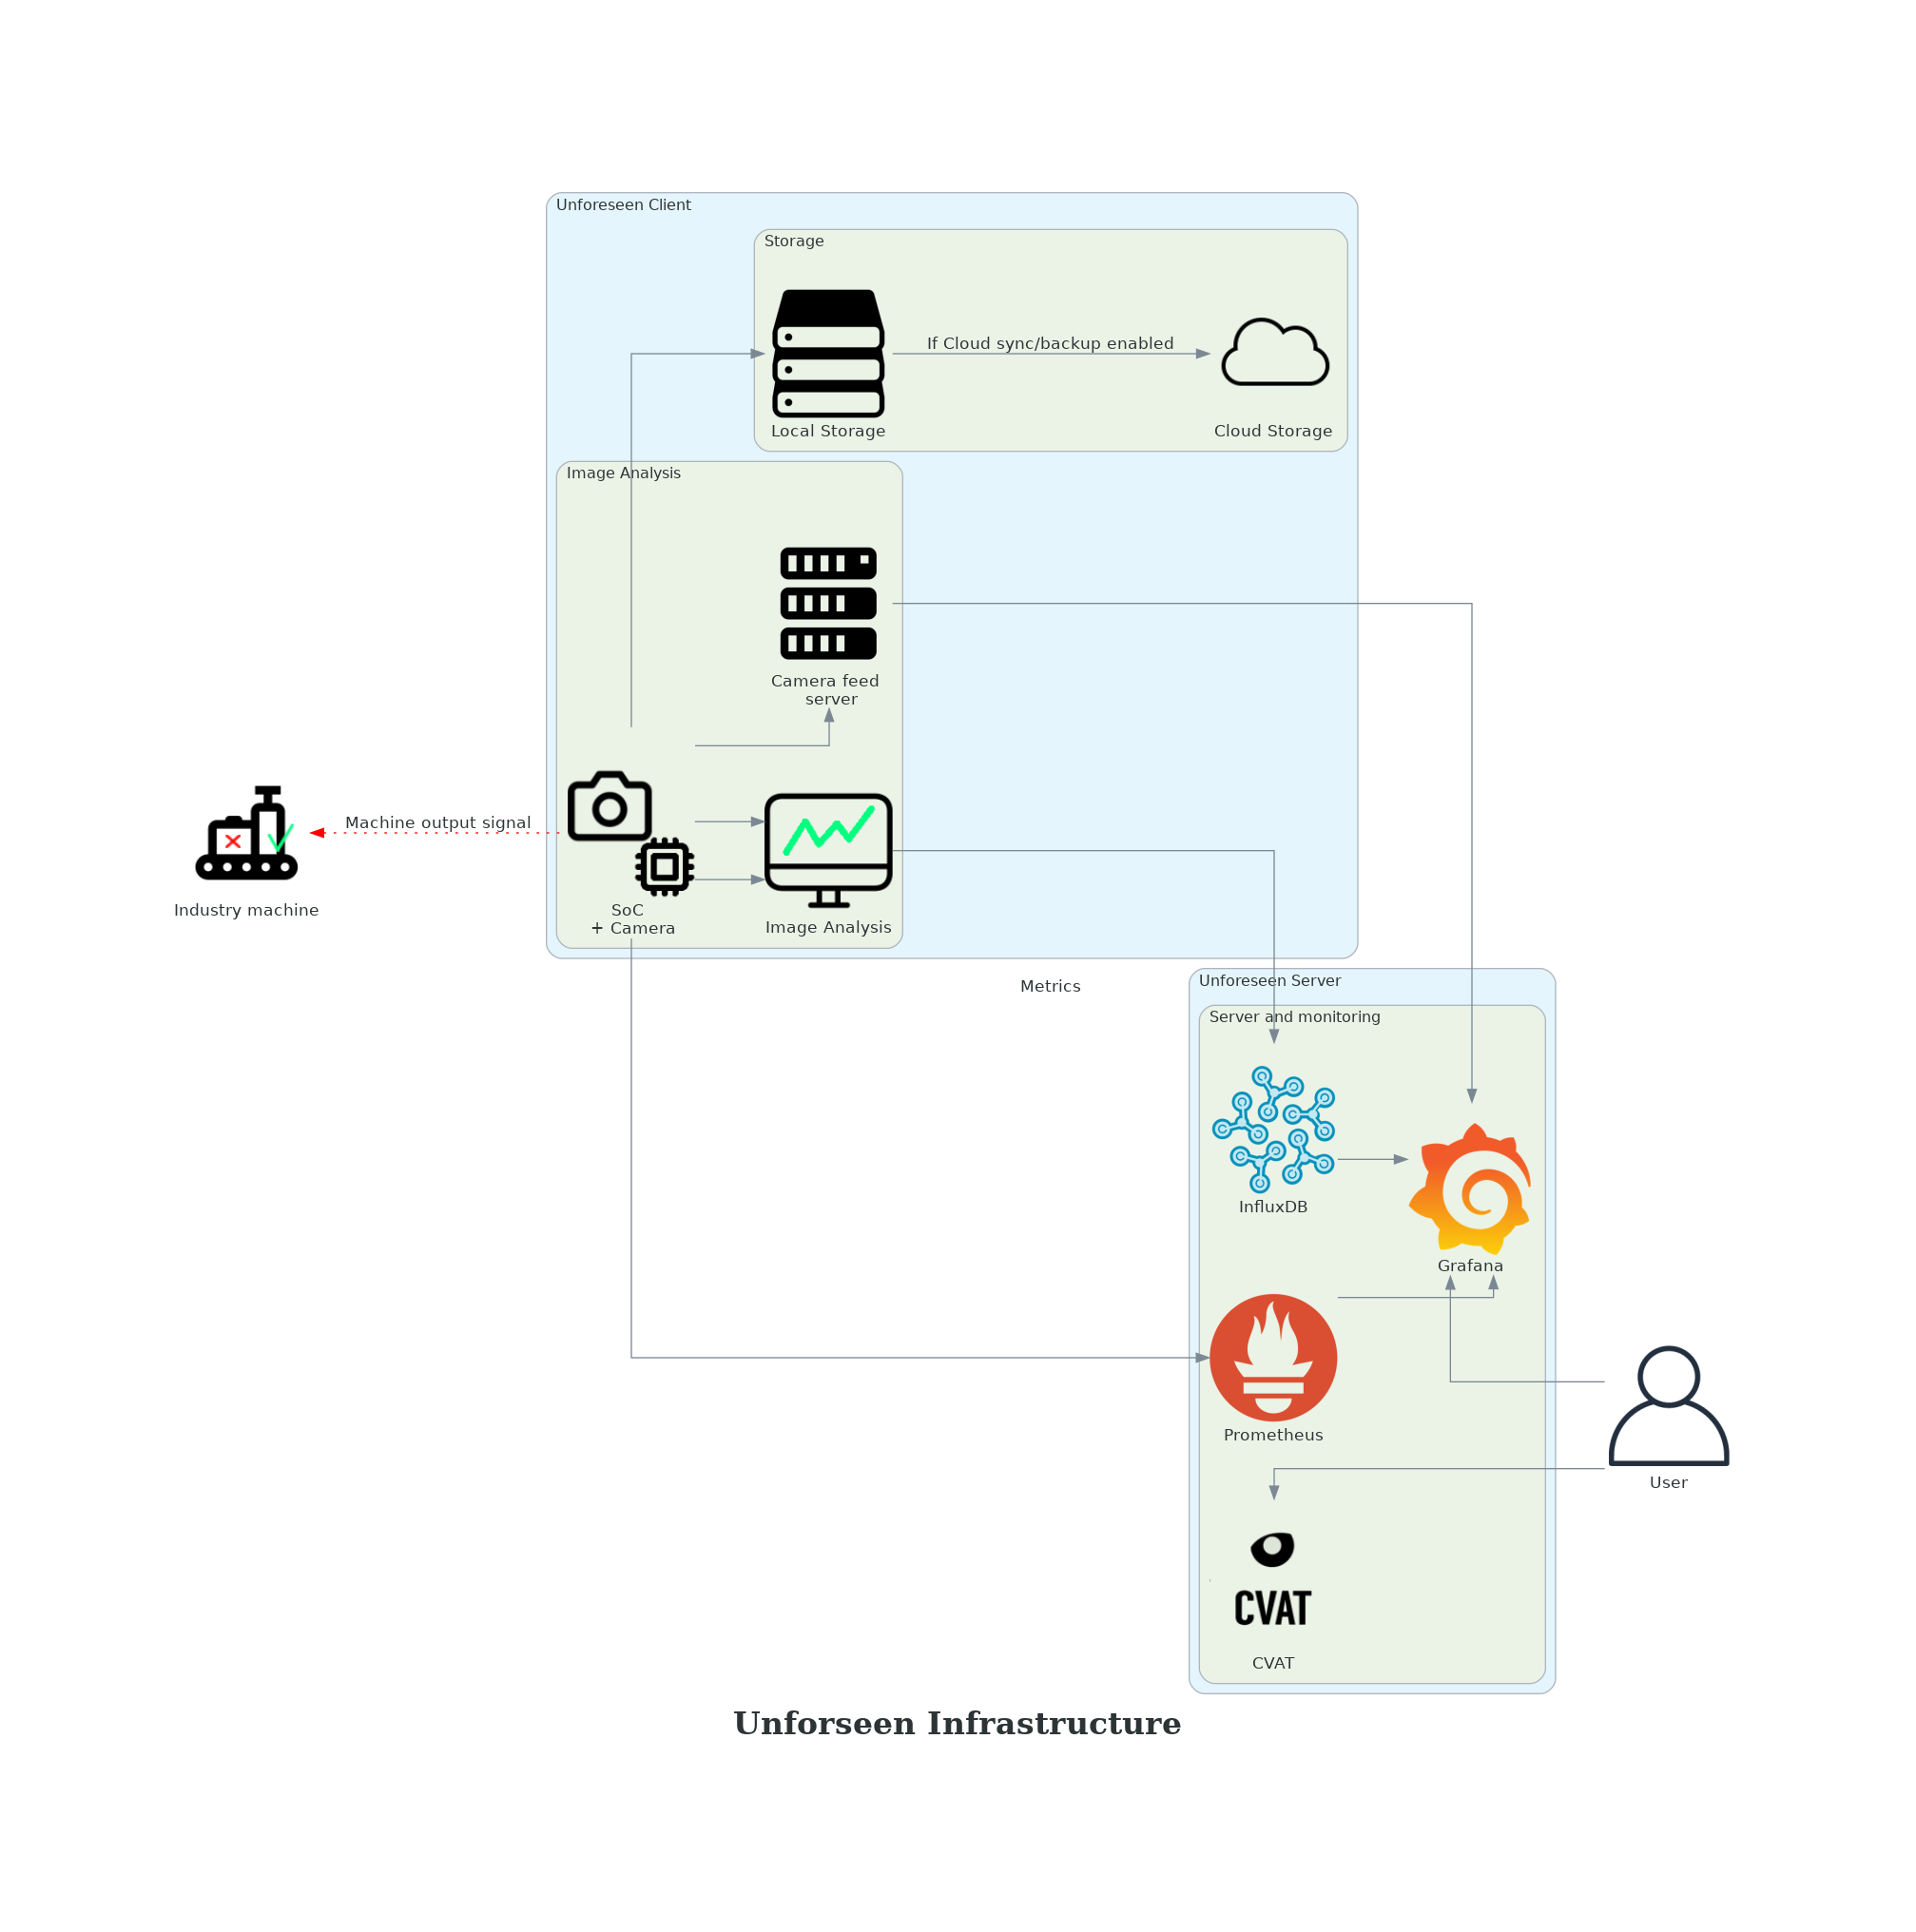 Unforeseen Client
Storage
If Cloud sync/backup enabled
Local Storage
Cloud Storage
Image Analysis
Camera feed
server
Machine output signal
Industry machine
SoC
+ Camera
Image Analysis
Metrics
Unforeseen Server
Server and monitoring
InfluxDB
Grafana
Prometheus
User
CVAT
CVAT
Unforseen Infrastructure